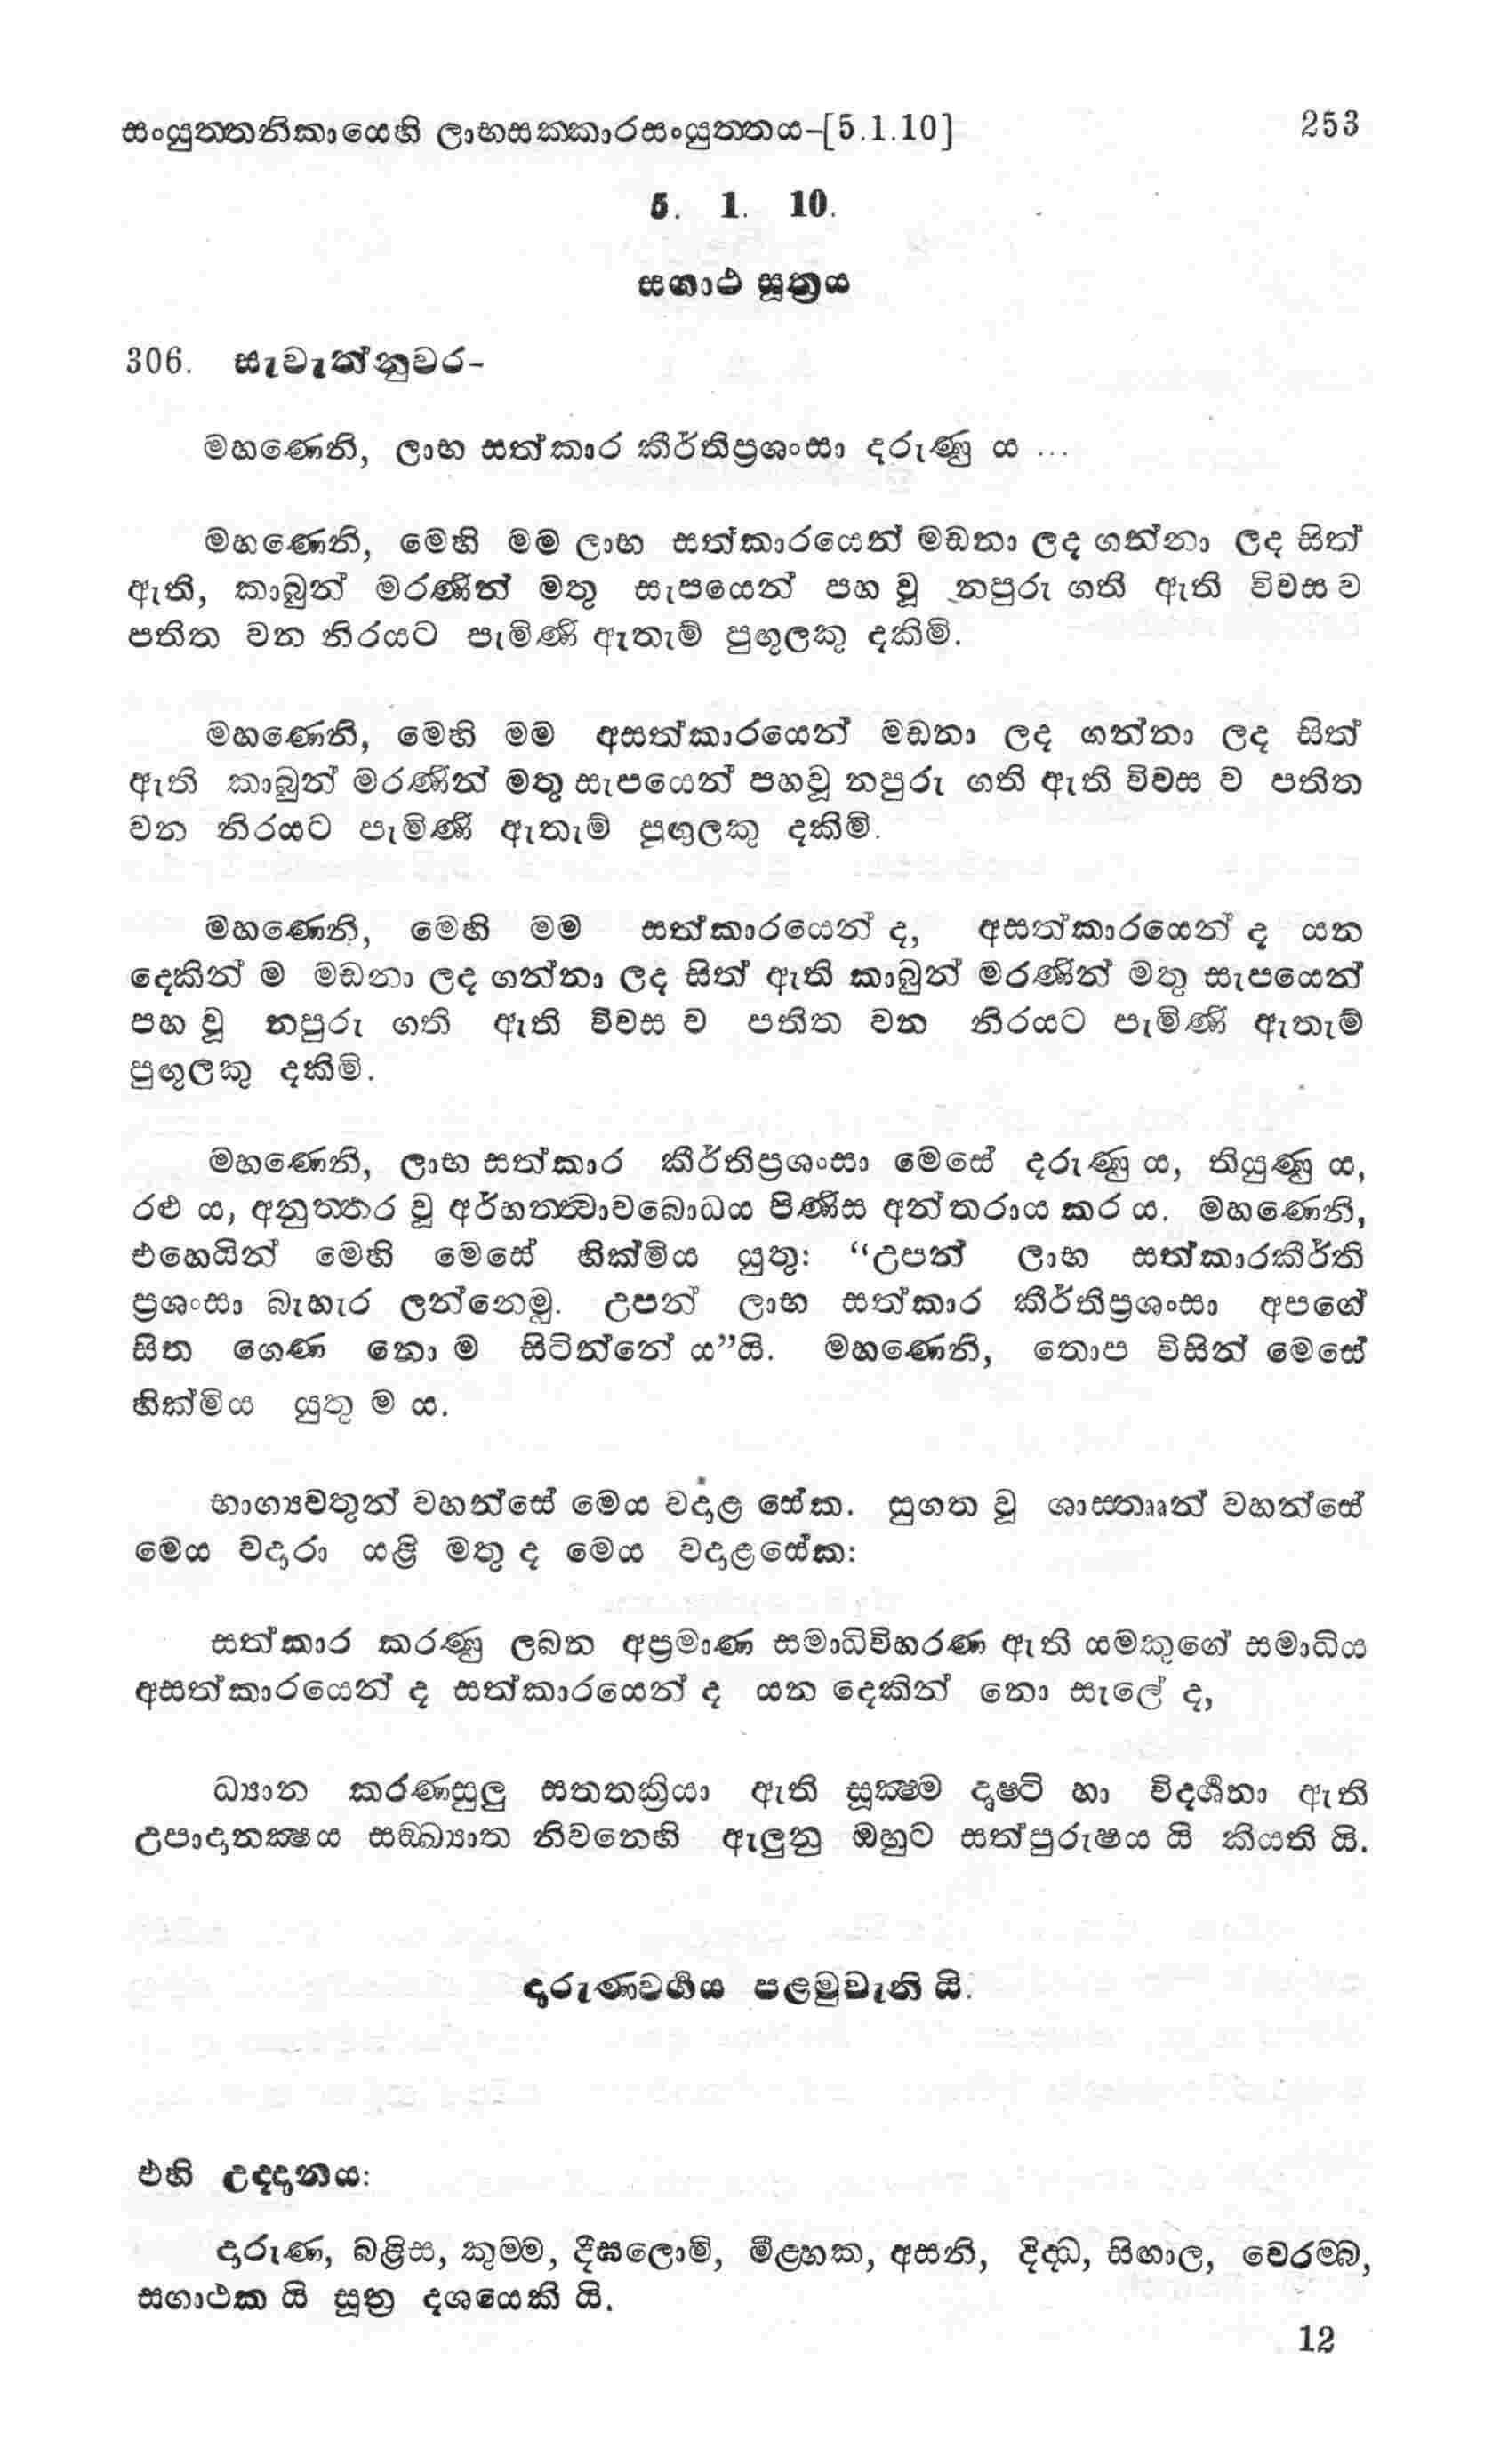 සංයුත්තනිකායෙහි ලාභසක්කාරසංයුත්තය-[5.1.10] 253
5. 1. 10.
සගාථ සූත්‍රය
306. සැවැත්නුවර-
මහණෙනි, ලාභ සත්කාර කීර්තිප්‍රශංසා දරුණු ය ...
මහණෙනි, මෙහි මම ලාභ සත්කාරයෙන් මඩනා ලද ගන්නා ලද සිත්
ඇති, කාබුන් මරණින් මතු සැපයෙන් පහ වූ නපුරු ගති ඇති විවස ව
පතිත වන නිරයට පැමිණි ඇතැම් පුඟුලකු දකිමි.
මහණෙනි, මෙහි මම අසත්කාරයෙන් මඩනා ලද ගන්නා ලද සිත්
ඇති කාබුන් මරණින් මතු සැපයෙන් පහවූ නපුරු ගති ඇති විවස ව පතිත
වන නිරයට පැමිණි ඇතැම් පුඟුලකු දකිමි.
මහණෙනි, මෙහි මම සත්කාරයෙන් ද, අසත්කාරයෙන් ද යන
දෙකින් ම මඩනා ලද ගන්නා ලද සිත් ඇති කාබුන් මරණින් මතු සැපයෙන්
පහ වූ නපුරු ගති ඇති විවස ව පතිත වන නිරයට පැමිණි ඇතැම්
පුඟුලකු දකිමි.
මහණෙනි, ලාභ සත්කාර කීර්තිප්‍රශංසා මෙසේ දරුණු ය, තියුණු ය,
රළු ය, අනුත්තර වූ අර්හත්ත්වාවබොධය පිණිස අන්තරාය කර ය. මහණෙනි,
එහෙයින් මෙහි මෙසේ හික්මිය යුතු: “උපන් ලාභ සත්කාරකීර්ති
ප්‍රශංසා බැහැර ලන්නෙමු. උපන් ලාභ සත්කාර කීර්තිප්‍රශංසා අපගේ
සිත ගෙණ නො ම සිටින්නේ ය”යි. මහණෙනි, තොප විසින් මෙසේ
හික්මිය යුතු ම ය.
භාග්‍යවතුන් වහන්සේ මෙය වදාළ සේක. සුගත වූ ශාස්තෲන් වහන්සේ
මෙය වදාරා යළි මතු ද මෙය වදාළසේක:
සත්කාර කරණු ලබන අප්‍රමාණ සමාධිවිහරණ ඇති යමකුගේ සමාධිය
අසත්කාරයෙන් ද සත්කාරයෙන් ද යන දෙකින් නො සැලේ ද,
ධ්‍යාන කරණසුලු සතතක්‍රියා ඇති සූක්ෂම දෘෂ්ටි හා විදර්ශනා ඇති
උපාදානක්ෂය සඞ්ඛ්‍යාත නිවනෙහි ඇලුනු ඔහුට සත්පුරුෂය යි කියති යි.
දාරුණවර්ගය පළමුවැනි යි.
එහි උද්දානය:
දාරුණ, බළිස, කුම්ම, දීඝලොමි, මීළහක, අසනි, දිද්ධ, සිඟාල, වෙරම්බ,
සගාථක යි සූත්‍ර දශයෙකි යි.
12